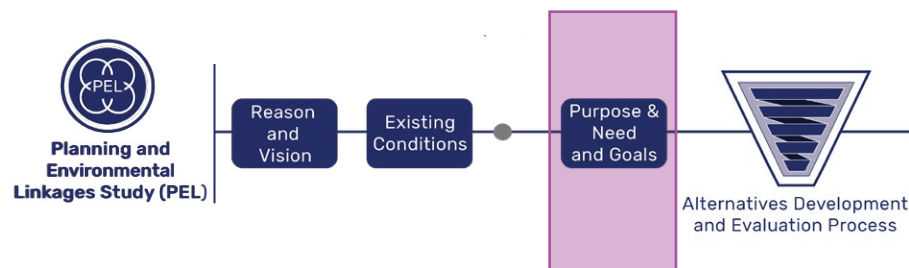 PEL
Planning and
Environmental
Linkages Study (PEL)
Reason
and
Vision
Existing
Conditions
Purpose &
Need
and Goals
Alternatives Development
and Evaluation Process